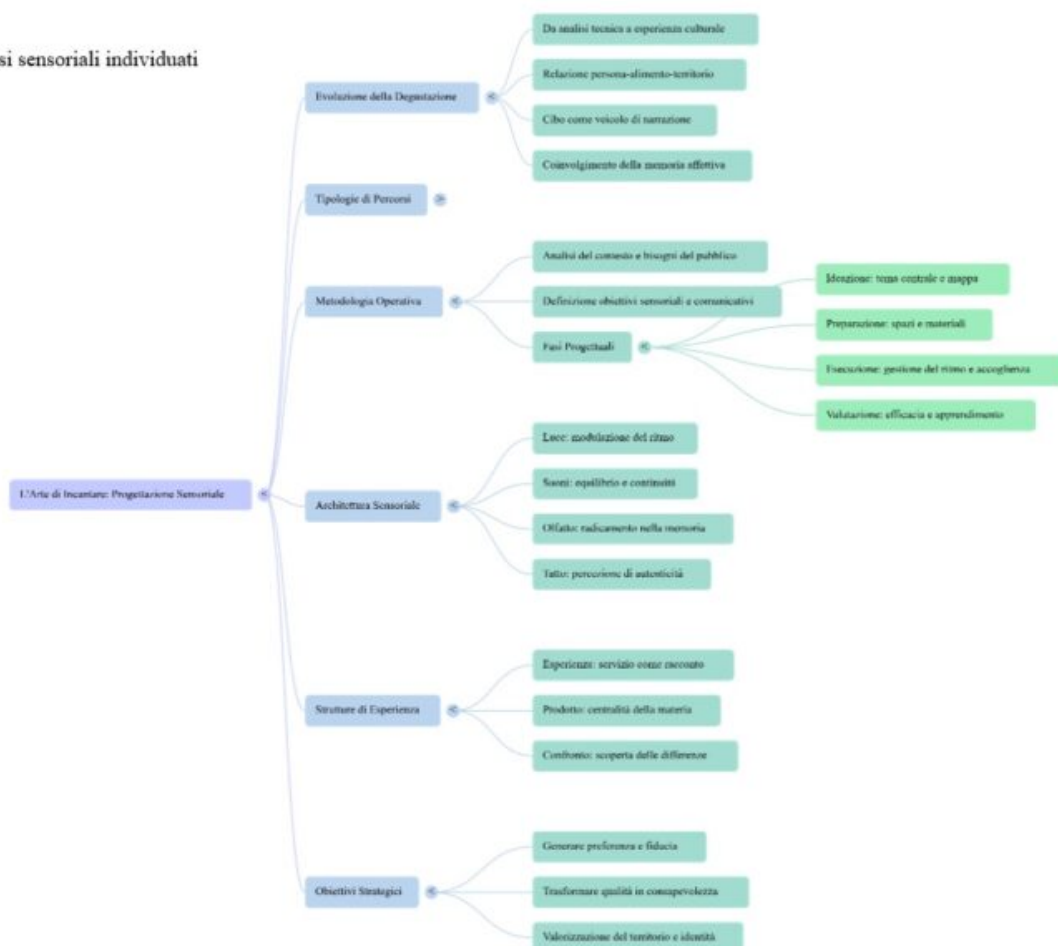 si sensoriali individuati
L'Arte di Incantare: Progettazione Sensoriale
Evoluzione della Degustazione
Da analisi tecnica a esperienza culturale
Relazione persona-alimento-territorio
Cibo come veicolo di narrazione
Coinvolgimento della memoria affettiva
Tipologie di Percorsi
Metodologia Operativa
Analisi del contesto e bisogni del pubblico
Definizione obiettivi sensoriali e comunicativi
Fasi Progettuali
Ideazione: tema centrale e mappa
Preparazione: spazi e materiali
Esecuzione: gestione del ritmo e accoglienza
Valutazione: efficacia e apprendimento
Architettura Sensoriale
Luce: modulazione del ritmo
Suoni: equilibrio e continuità
Olfatto: radicamento nella memoria
Tatto: percezione di autenticità
Strutture di Esperienza
Esperienza: servizio come racconto
Prodotto: centralità della materia
Confronto: scoperta delle differenze
Obiettivi Strategici
Generare preferenza e fiducia
Trasformare qualità in consapevolezza
Valorizzazione del territorio e identità